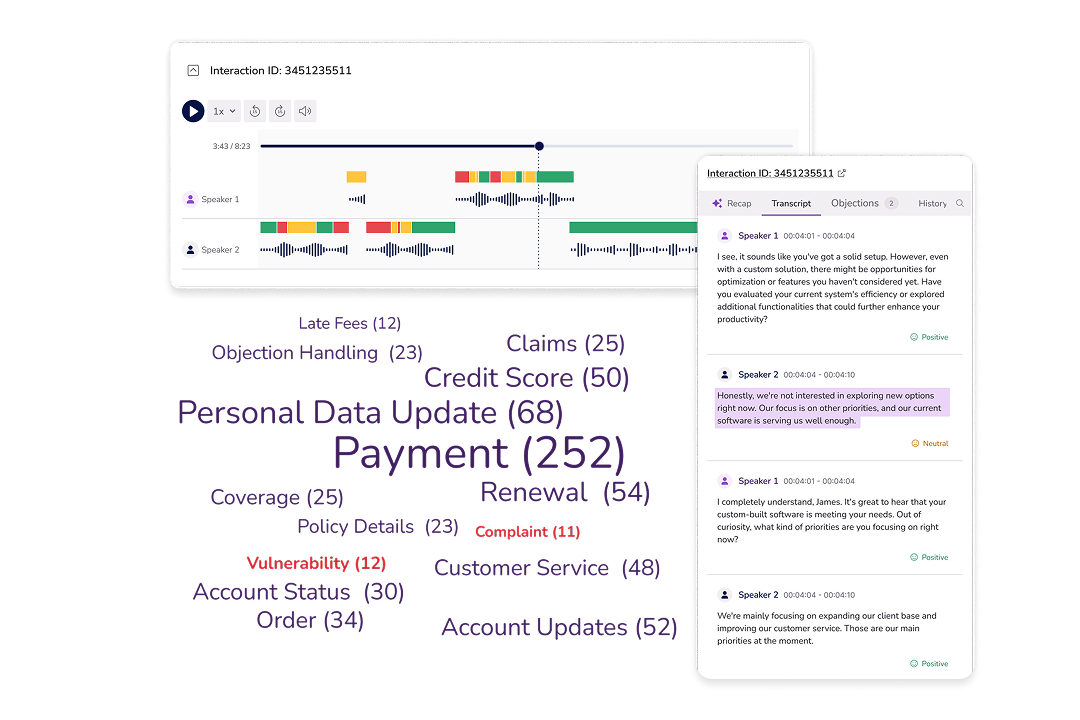 Interaction ID: 3451235511
1x
15
15
3:43 / 8:23
Speaker 1
Speaker 2
Late Fees (12)
Objection Handling (23)
Claims (25)
Credit Score (50)
Personal Data Update (68)
Payment (252)
Coverage (25)
Renewal (54)
Policy Details (23)
Complaint (11)
Vulnerability (12)
Customer Service (48)
Account Status (30)
Order (34)
Account Updates (52)
Interaction ID: 3451235511
Recap
Transcript
Objections 2
History
Speaker 1 00:04:01 - 00:04:04
I see, it sounds like you've got a solid setup. However, even
with a custom solution, there might be opportunities for
optimization or features you haven't considered yet. Have
you evaluated your current system's efficiency or explored
additional functionalities that could further enhance your
productivity?
Positive
Speaker 2 00:04:04 - 00:04:10
Honestly, we're not interested in exploring new options
right now. Our focus is on other priorities, and our current
software is serving us well enough.
Neutral
Speaker 1 00:04:01 - 00:04:04
I completely understand, James. It's great to hear that your
custom-built software is meeting your needs. Out of
curiosity, what kind of priorities are you focusing on right
now?
Positive
Speaker 2 00:04:04 - 00:04:10
We're mainly focusing on expanding our client base and
improving our customer service. Those are our main
priorities at the moment.
Positive